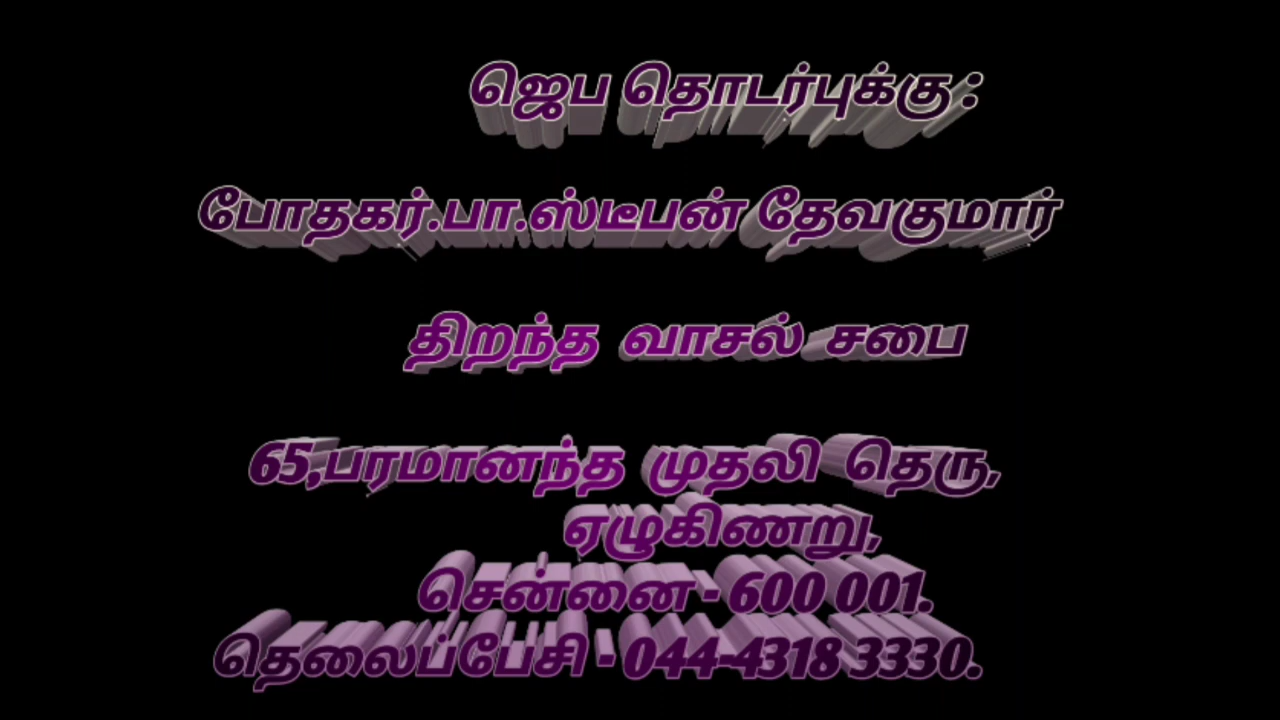 ஜெப தொடர்புக்கு :
போதகர்.பா.ஸ்டீபன் தேவகுமார்
திறந்த வாசல் சபை
65,பரமானந்த முதலி தெரு,
ஏழுகிணறு,
சென்னை - 600 001.
தெலைப்பேசி - 044-4318 3330.